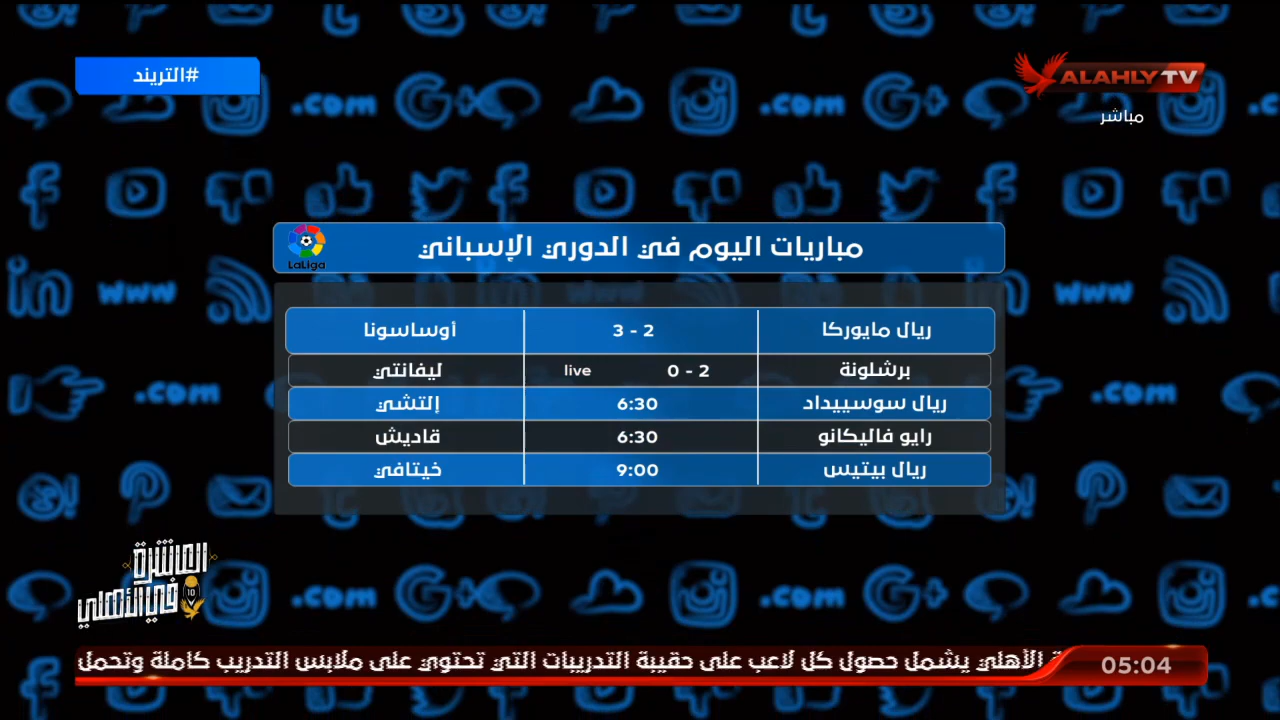 #التريند
ALAHLY TV
مباشر
مباريات اليوم في الدوري الإسباني
LaLiga
ريال مايوركا 2 - 3 أوساسونا
برشلونة 2 - 0 live ليفانتي
ريال سوسييداد 6:30 إلتشي
رايو فاليكانو 6:30 قاديش
ريال بيتيس 9:00 خيتافي
العاشرة
في الأهلي
10
الأهلي يشمل حصول كل لاعب على حقيبة التدريبات التي تحتوي على ملابس التدريب كاملة وتحمل
05:04